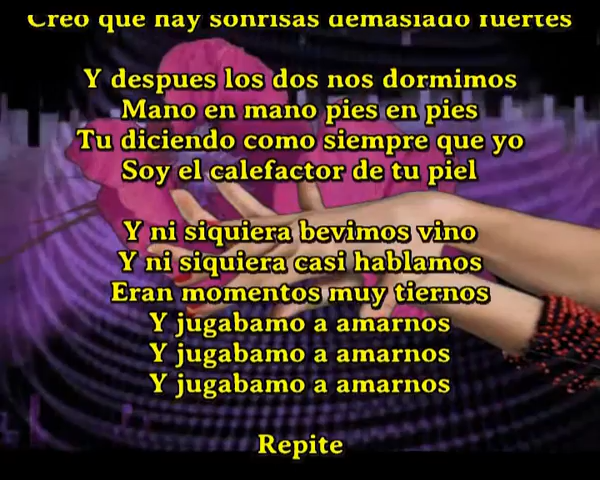 Creo que hay sonrisas demasiado fuertes
Y despues los dos nos dormimos
Mano en mano pies en pies
Tu diciendo como siempre que yo
Soy el calefactor de tu piel
Y ni siquiera bevimos vino
Y ni siquiera casi hablamos
Eran momentos muy tiernos
Y jugabamo a amarnos
Y jugabamo a amarnos
Y jugabamo a amarnos
Repite